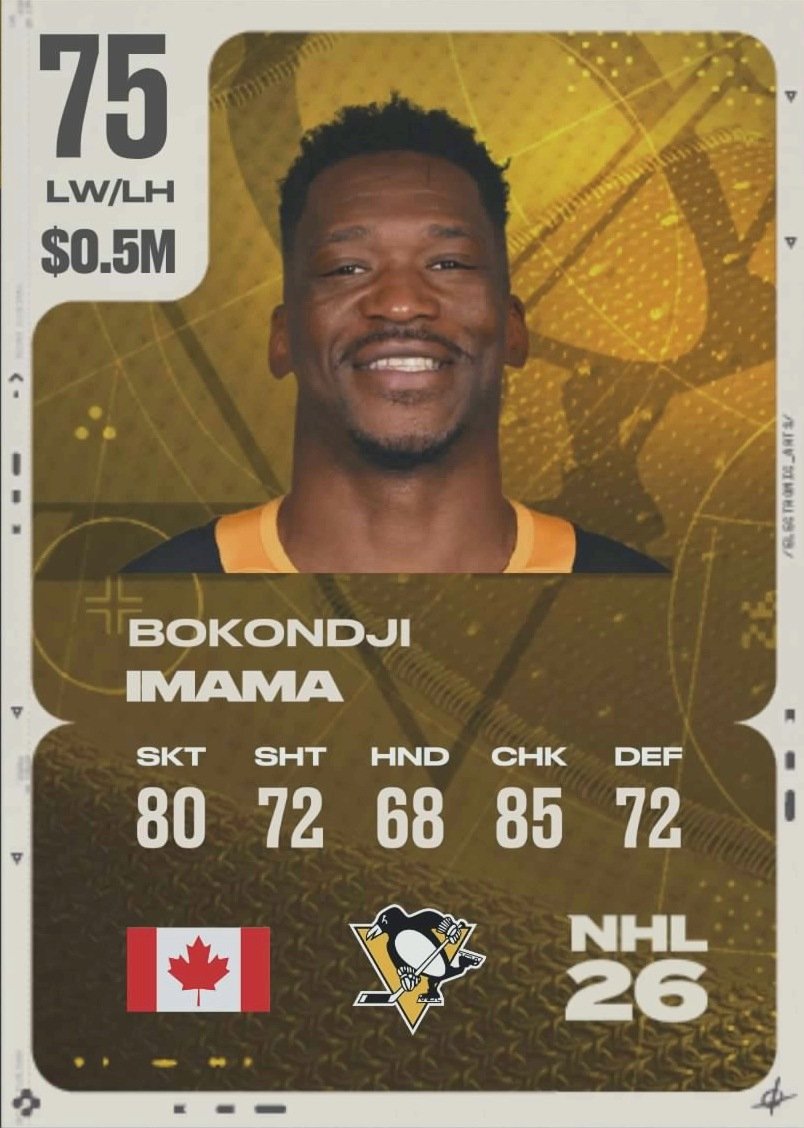 75
LW/LH
$0.5M
BOKONDJI
IMAMA
SKT SHT HND CHK DEF
80 72 68 85 72
NHL
26